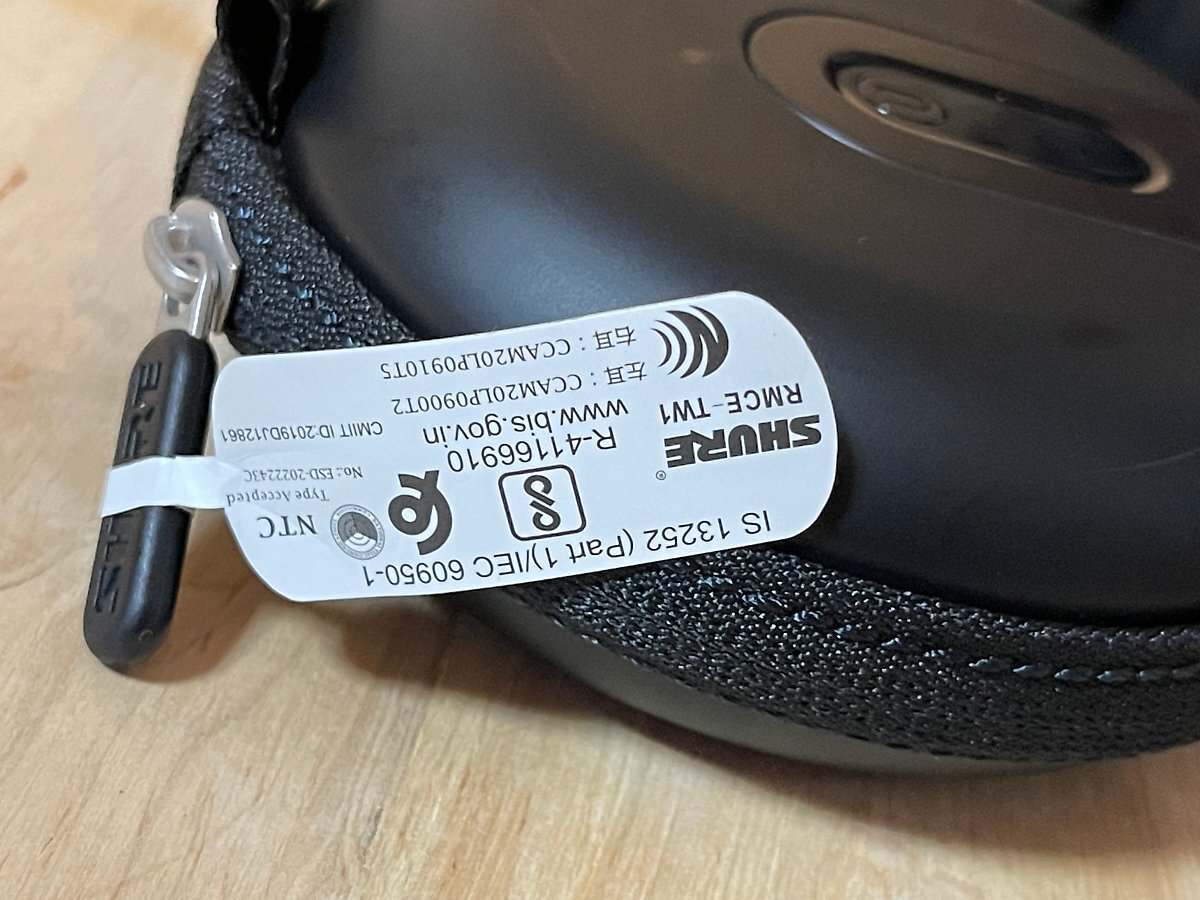 IS 13252 (Part 1)/IEC 60950-1
SHURE®
RMCE-TW1
R-41166910
www.bis.gov.in
NTC
Type Accepted
No.: ESD-2022243C
CMIIT ID:2019DJ12861
左耳：CCAM20LP0900T2
右耳：CCAM20LP0910T5
SHURE